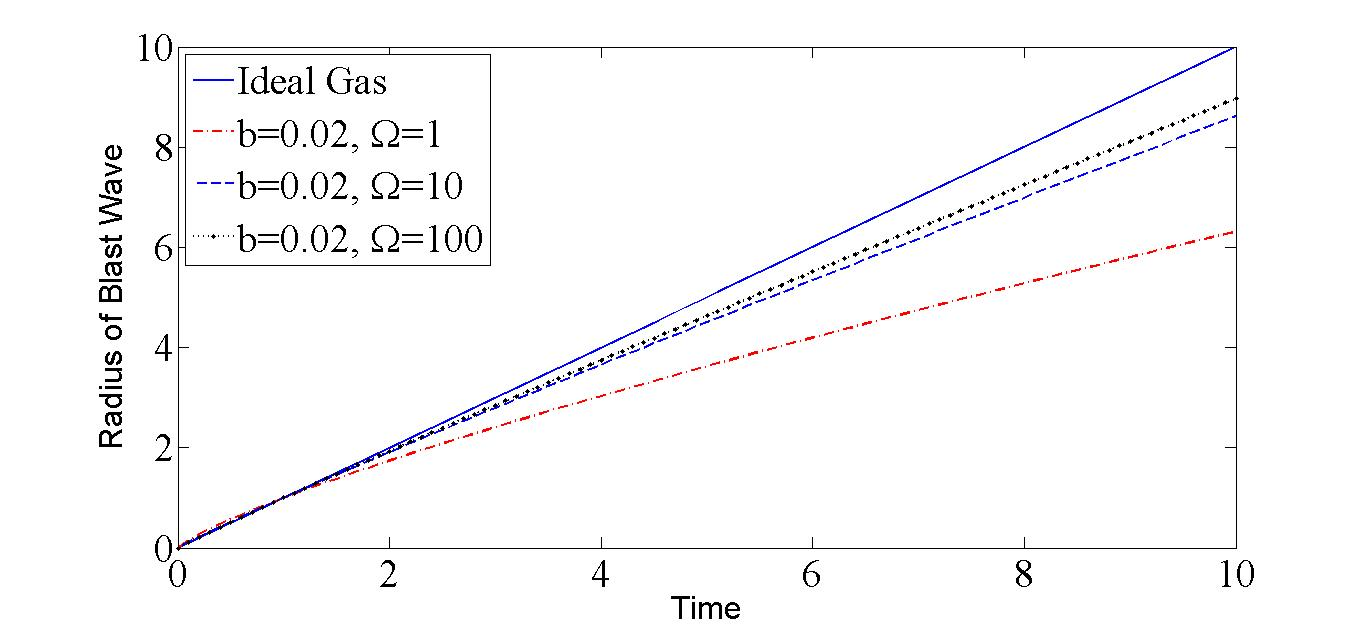 10
8
6
4
2
0
Radius of Blast Wave
Ideal Gas
b=0.02, Ω=1
b=0.02, Ω=10
b=0.02, Ω=100
0 2 4 6 8 10
Time